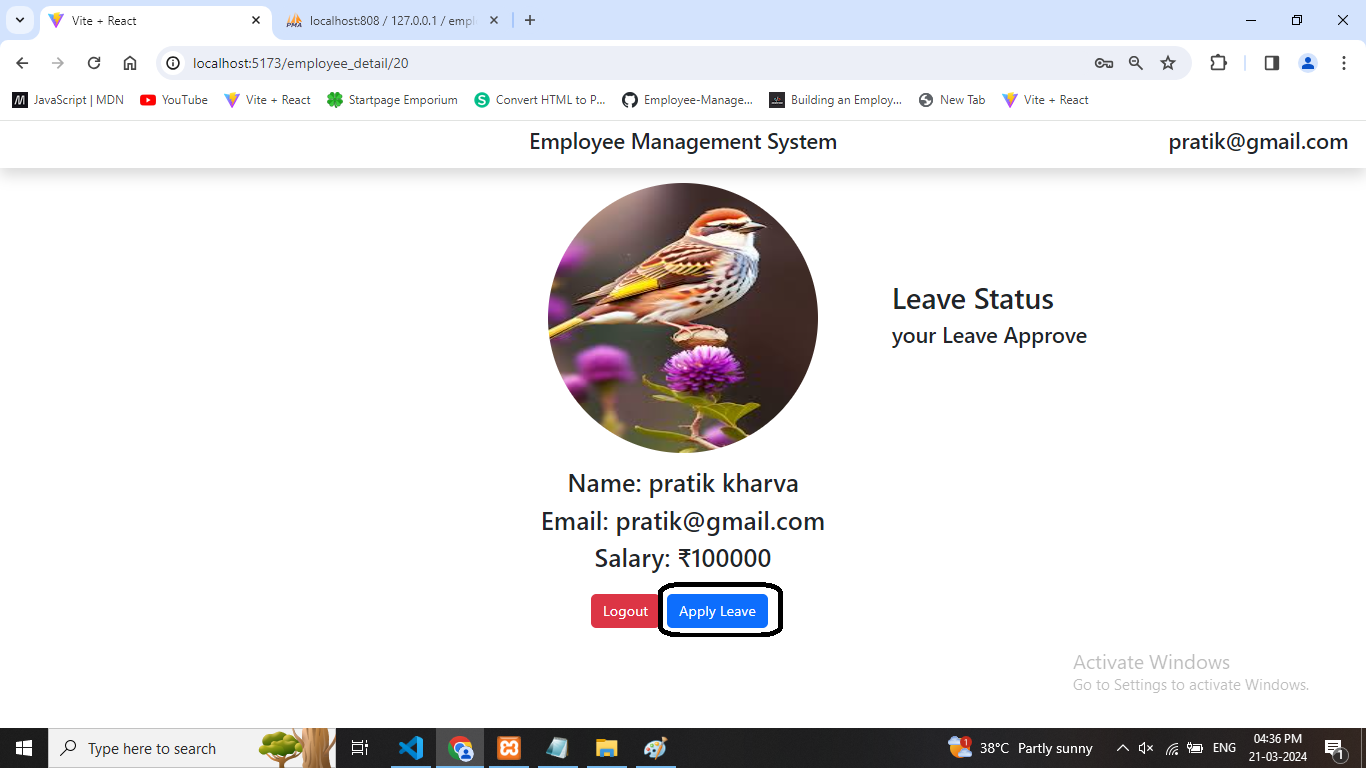 Vite + React
localhost:808 / 127.0.0.1 / empl
localhost:5173/employee_detail/20
JavaScript | MDN
YouTube
Vite + React
Startpage Emporium
Convert HTML to P...
Employee-Manage...
Building an Employ...
New Tab
Vite + React
Employee Management System
pratik@gmail.com
Leave Status
your Leave Approve
Name: pratik kharva
Email: pratik@gmail.com
Salary: ₹100000
Logout
Apply Leave
Activate Windows
Go to Settings to activate Windows.
Type here to search
1
38°C Partly sunny
ENG
04:36 PM
21-03-2024
1